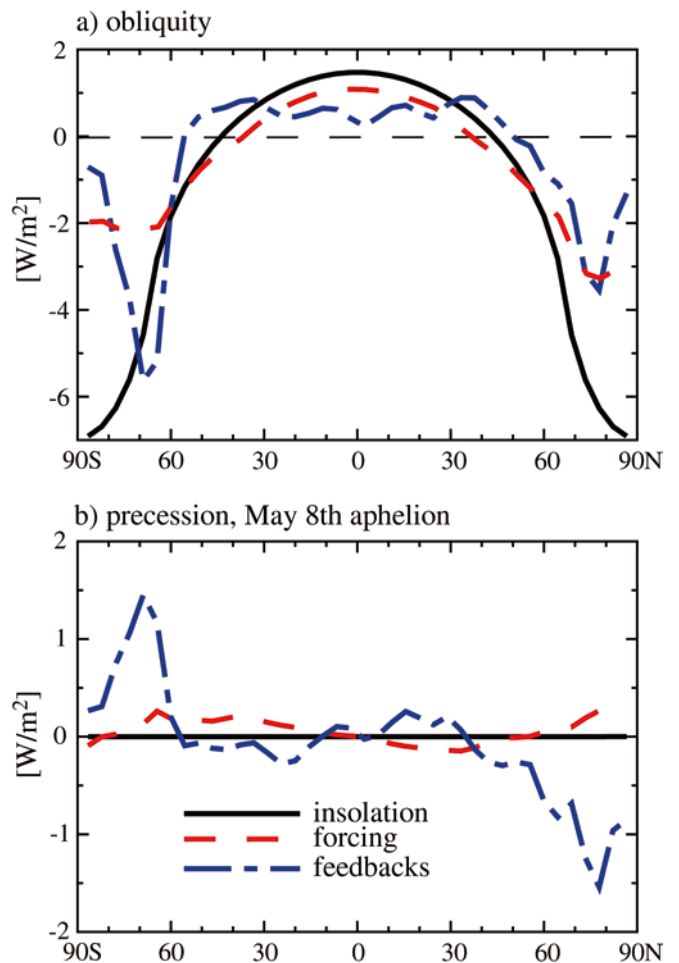 a) obliquity
2
0
-2
-4
-6
[W/m²]
90S 60 30 0 30 60 90N
b) precession, May 8th aphelion
2
1
0
-1
-2
[W/m²]
insolation
forcing
feedbacks
90S 60 30 0 30 60 90N